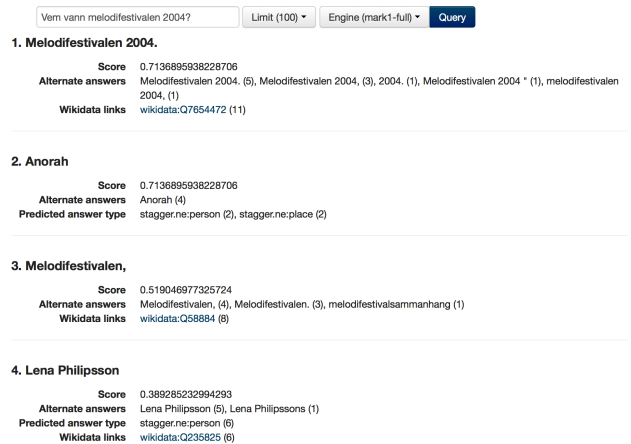 Vem vann melodifestivalen 2004? Limit (100) Engine (mark1-full) Query
1. Melodifestivalen 2004.
Score 0.7136895938228706
Alternate answers Melodifestivalen 2004. (5), Melodifestivalen 2004, (3), 2004. (1), Melodifestivalen 2004 " (1), melodifestivalen
2004, (1)
Wikidata links wikidata:Q7654472 (11)
2. Anorah
Score 0.7136895938228706
Alternate answers Anorah (4)
Predicted answer type stagger.ne:person (2), stagger.ne:place (2)
3. Melodifestivalen,
Score 0.519046977325724
Alternate answers Melodifestivalen, (4), Melodifestivalen. (3), melodifestivalsammanhang (1)
Wikidata links wikidata:Q58884 (8)
4. Lena Philipsson
Score 0.389285232994293
Alternate answers Lena Philipsson (5), Lena Philipssons (1)
Predicted answer type stagger.ne:person (6)
Wikidata links wikidata:Q235825 (6)